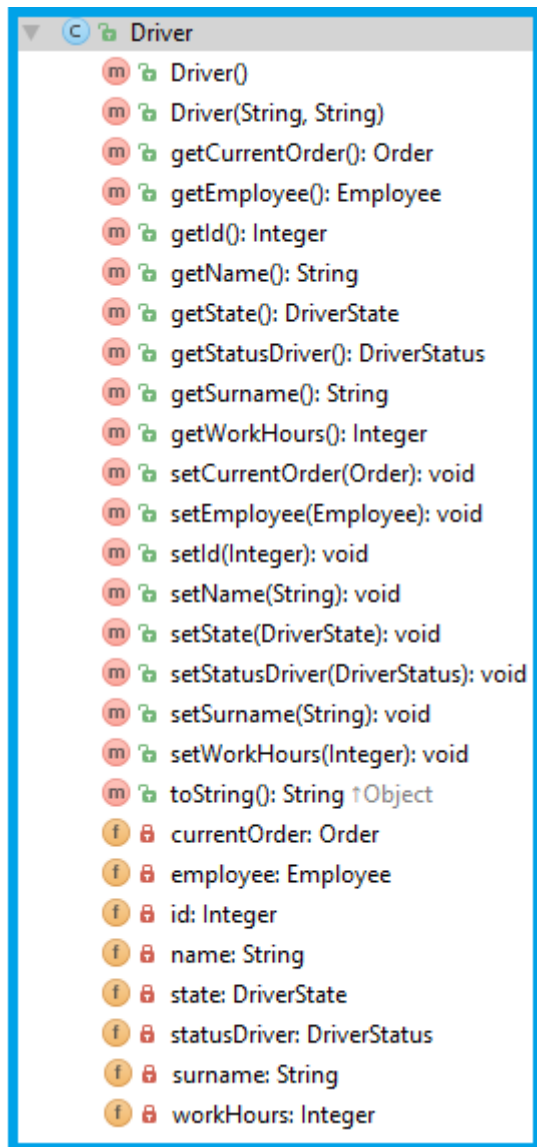 C Driver
m Driver()
m Driver(String, String)
m getCurrentOrder(): Order
m getEmployee(): Employee
m getId(): Integer
m getName(): String
m getState(): DriverState
m getStatusDriver(): DriverStatus
m getSurname(): String
m getWorkHours(): Integer
m setCurrentOrder(Order): void
m setEmployee(Employee): void
m setId(Integer): void
m setName(String): void
m setState(DriverState): void
m setStatusDriver(DriverStatus): void
m setSurname(String): void
m setWorkHours(Integer): void
m toString(): String ↑Object
f currentOrder: Order
f employee: Employee
f id: Integer
f name: String
f state: DriverState
f statusDriver: DriverStatus
f surname: String
f workHours: Integer